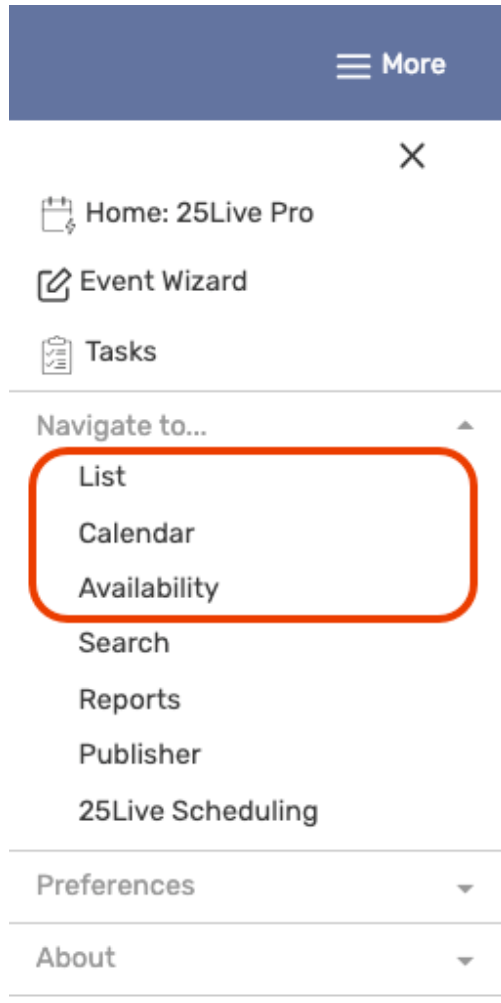 More
Home: 25Live Pro
Event Wizard
Tasks
Navigate to...
List
Calendar
Availability
Search
Reports
Publisher
25Live Scheduling
Preferences
About